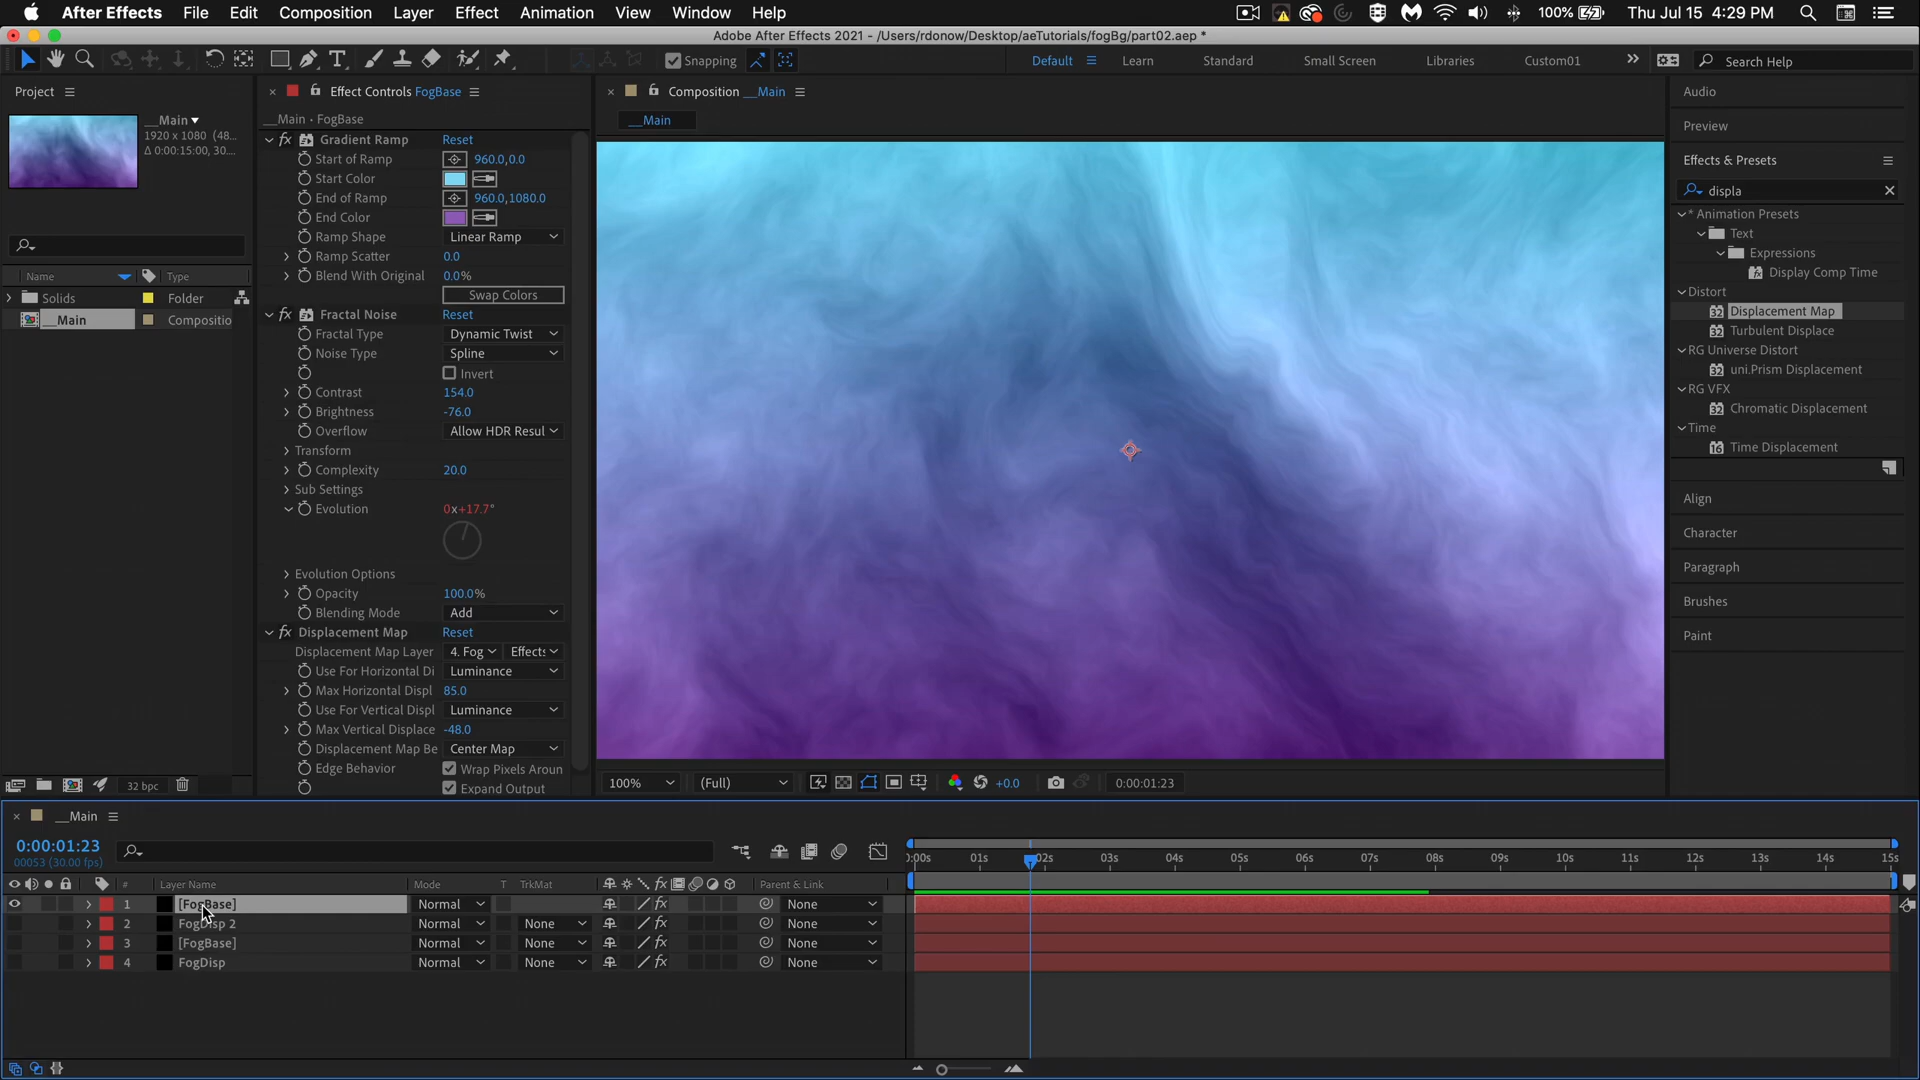 After Effects File Edit Composition Layer Effect Animation View Window Help 100% Thu Jul 15 4:29 PM
Adobe After Effects 2021 - /Users/rdonow/Desktop/aeTutorials/fogBg/part02.aep *
Snapping Default Learn Standard Small Screen Libraries Custom01 Search Help
Project
__Main
1920 x 1080 (48...
Δ 0:00:15:00, 30....
Name Type
Solids Folder
__Main Compositio
32 bpc
Effect Controls FogBase
__Main · FogBase
fx Gradient Ramp Reset
Start of Ramp 960.0,0.0
Start Color
End of Ramp 960.0,1080.0
End Color
Ramp Shape Linear Ramp
Ramp Scatter 0.0
Blend With Original 0.0%
Swap Colors
fx Fractal Noise Reset
Fractal Type Dynamic Twist
Noise Type Spline
Invert
Contrast 154.0
Brightness -76.0
Overflow Allow HDR Resul
Transform
Complexity 20.0
Sub Settings
Evolution 0x+17.7°
Evolution Options
Opacity 100.0%
Blending Mode Add
fx Displacement Map Reset
Displacement Map Layer 4. Fog Effects
Use For Horizontal Di Luminance
Max Horizontal Displ 85.0
Use For Vertical Displ Luminance
Max Vertical Displace -48.0
Displacement Map Be Center Map
Edge Behavior Wrap Pixels Aroun
Expand Output
Composition __Main
__Main
100% (Full) +0.0 0:00:01:23
Audio
Preview
Effects & Presets
displa
* Animation Presets
Text
Expressions
Display Comp Time
Distort
32 Displacement Map
32 Turbulent Displace
RG Universe Distort
32 uni.Prism Displacement
RG VFX
32 Chromatic Displacement
Time
16 Time Displacement
Align
Character
Paragraph
Brushes
Paint
__Main
0:00:01:23
00053 (30.00 fps)
# Layer Name Mode T TrkMat fx Parent & Link
1 [FogBase] Normal fx None
2 FogDisp 2 Normal None fx None
3 [FogBase] Normal None fx None
4 FogDisp Normal None fx None
:00s 01s 02s 03s 04s 05s 06s 07s 08s 09s 10s 11s 12s 13s 14s 15s